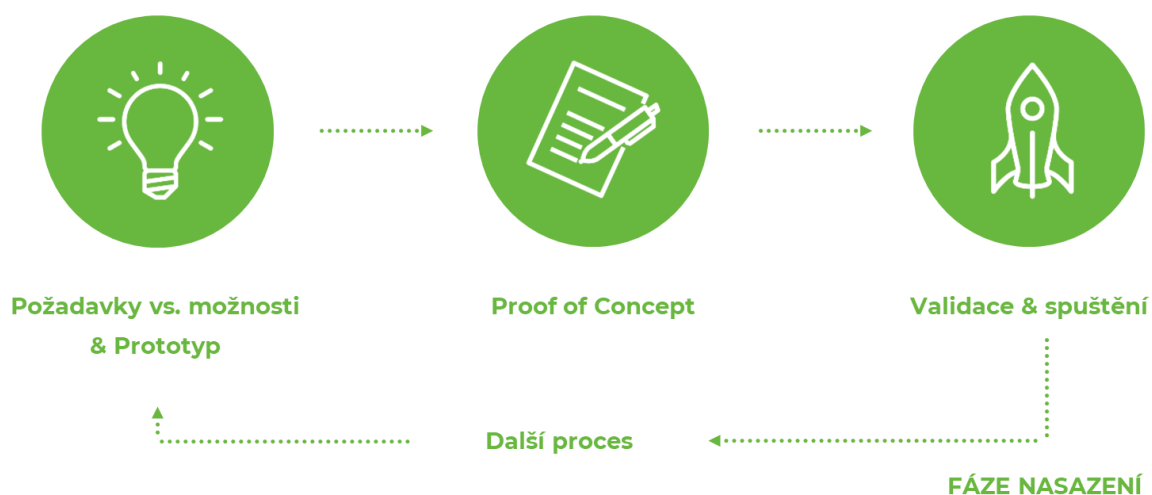 Požadavky vs. možnosti
& Prototyp
Proof of Concept
Validace & spuštění
Další proces
FÁZE NASAZENÍ